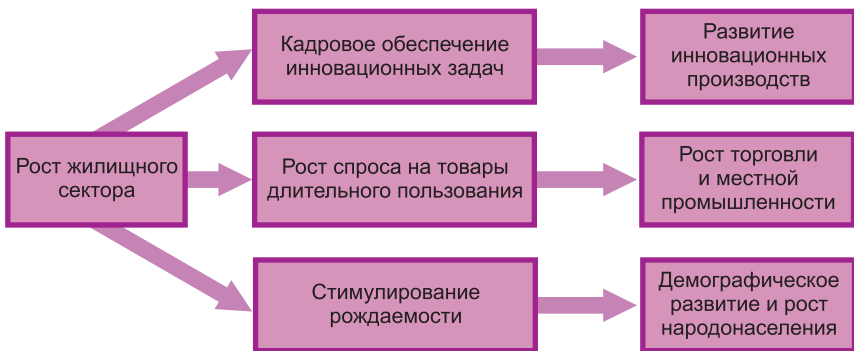 Рост жилищного
сектора
Кадровое обеспечение
инновационных задач
Развитие
инновационных
производств
Рост спроса на товары
длительного пользования
Рост торговли
и местной
промышленности
Стимулирование
рождаемости
Демографическое
развитие и рост
народонаселения